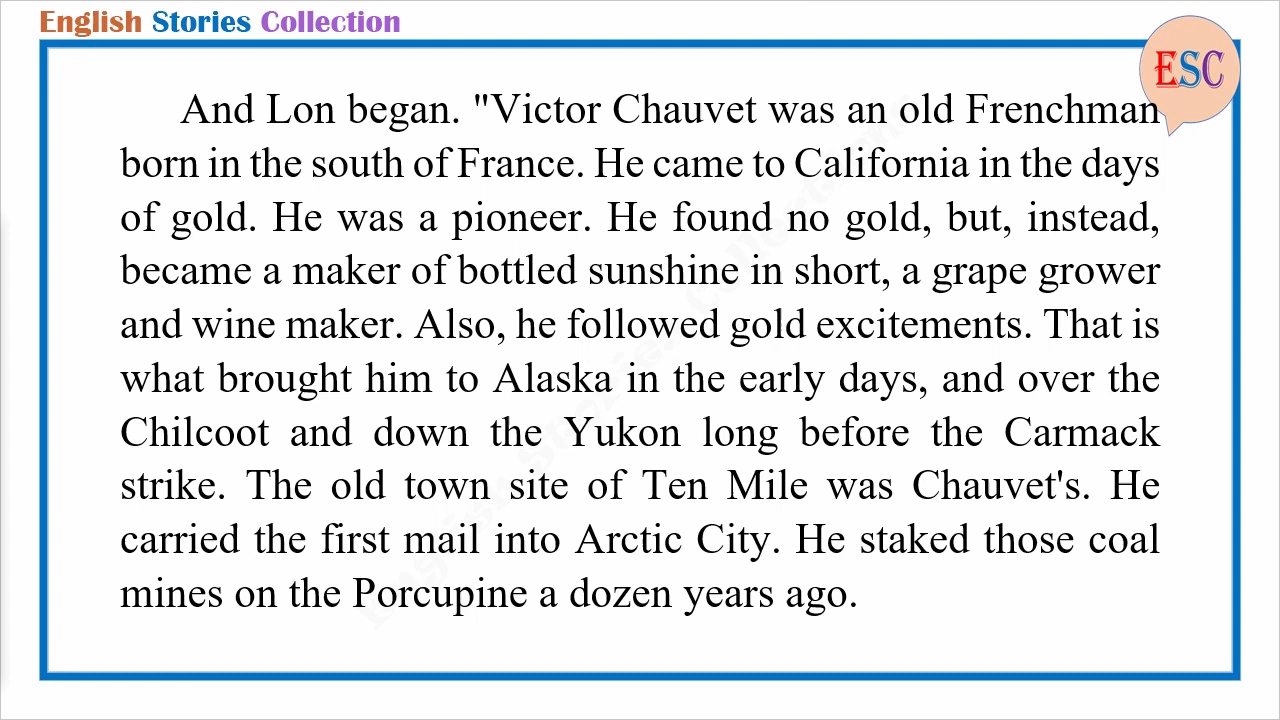 English Stories Collection
ESC
And Lon began. "Victor Chauvet was an old Frenchman
born in the south of France. He came to California in the days
of gold. He was a pioneer. He found no gold, but, instead,
became a maker of bottled sunshine in short, a grape grower
and wine maker. Also, he followed gold excitements. That is
what brought him to Alaska in the early days, and over the
Chilcoot and down the Yukon long before the Carmack
strike. The old town site of Ten Mile was Chauvet's. He
carried the first mail into Arctic City. He staked those coal
mines on the Porcupine a dozen years ago.